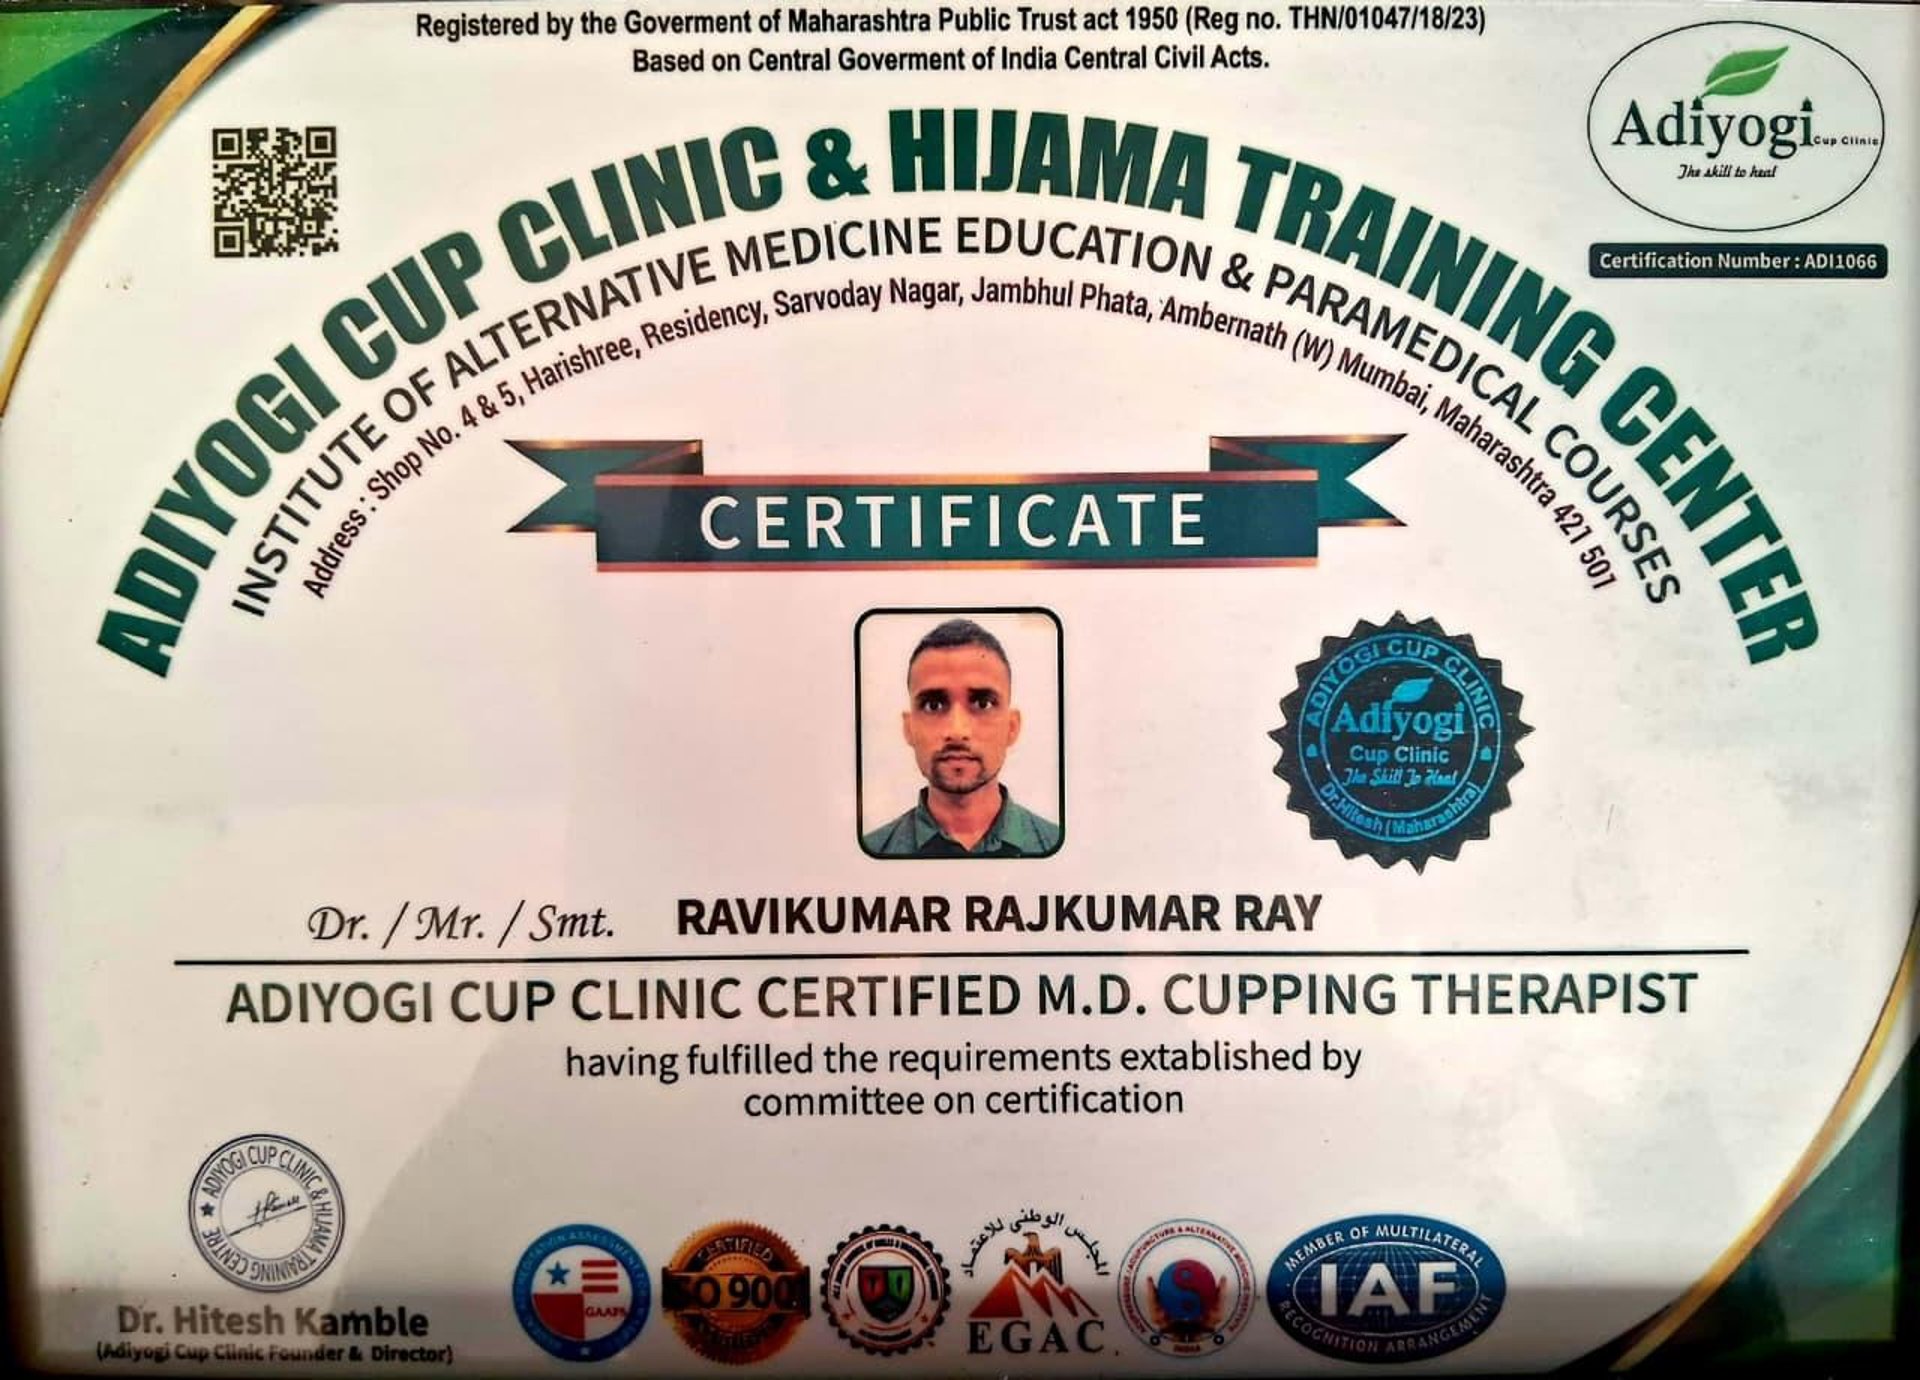 Registered by the Goverment of Maharashtra Public Trust act 1950 (Reg no. THN/01047/18/23)
Based on Central Goverment of India Central Civil Acts.
Adiyogi Cup Clinic
The skill to heal
Certification Number : ADI1066
ADIYOGI CUP CLINIC & HIJAMA TRAINING CENTER
INSTITUTE OF ALTERNATIVE MEDICINE EDUCATION & PARAMEDICAL COURSES
Address : Shop No. 4 & 5, Harishree, Residency, Sarvoday Nagar, Jambhul Phata, Ambernath (W) Mumbai, Maharashtra 421 501
CERTIFICATE
ADIYOGI CUP CLINIC
Adiyogi
Cup Clinic
The Skill To Heal
Dr.Hitesh (Maharashtra)
Dr. / Mr. / Smt. RAVIKUMAR RAJKUMAR RAY
ADIYOGI CUP CLINIC CERTIFIED M.D. CUPPING THERAPIST
having fulfilled the requirements extablished by
committee on certification
ADIYOGI CUP CLINIC & HIJAMA TRAINING CENTRE
Dr. Hitesh Kamble
(Adiyogi Cup Clinic Founder & Director)
GAAFS
CERTIFIED
ISO 900
المجلس الوطني للاعتماد
EGAC
INDIA
MEMBER OF MULTILATERAL
IAF
RECOGNITION ARRANGEMENT